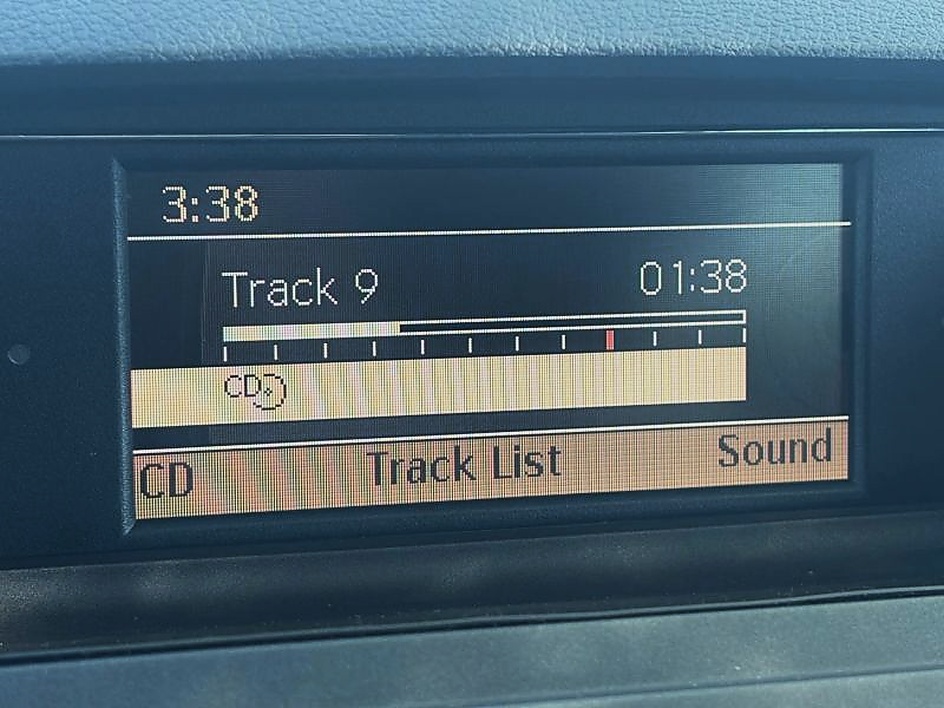 3:38
Track 9 01:38
CD
CD Track List Sound